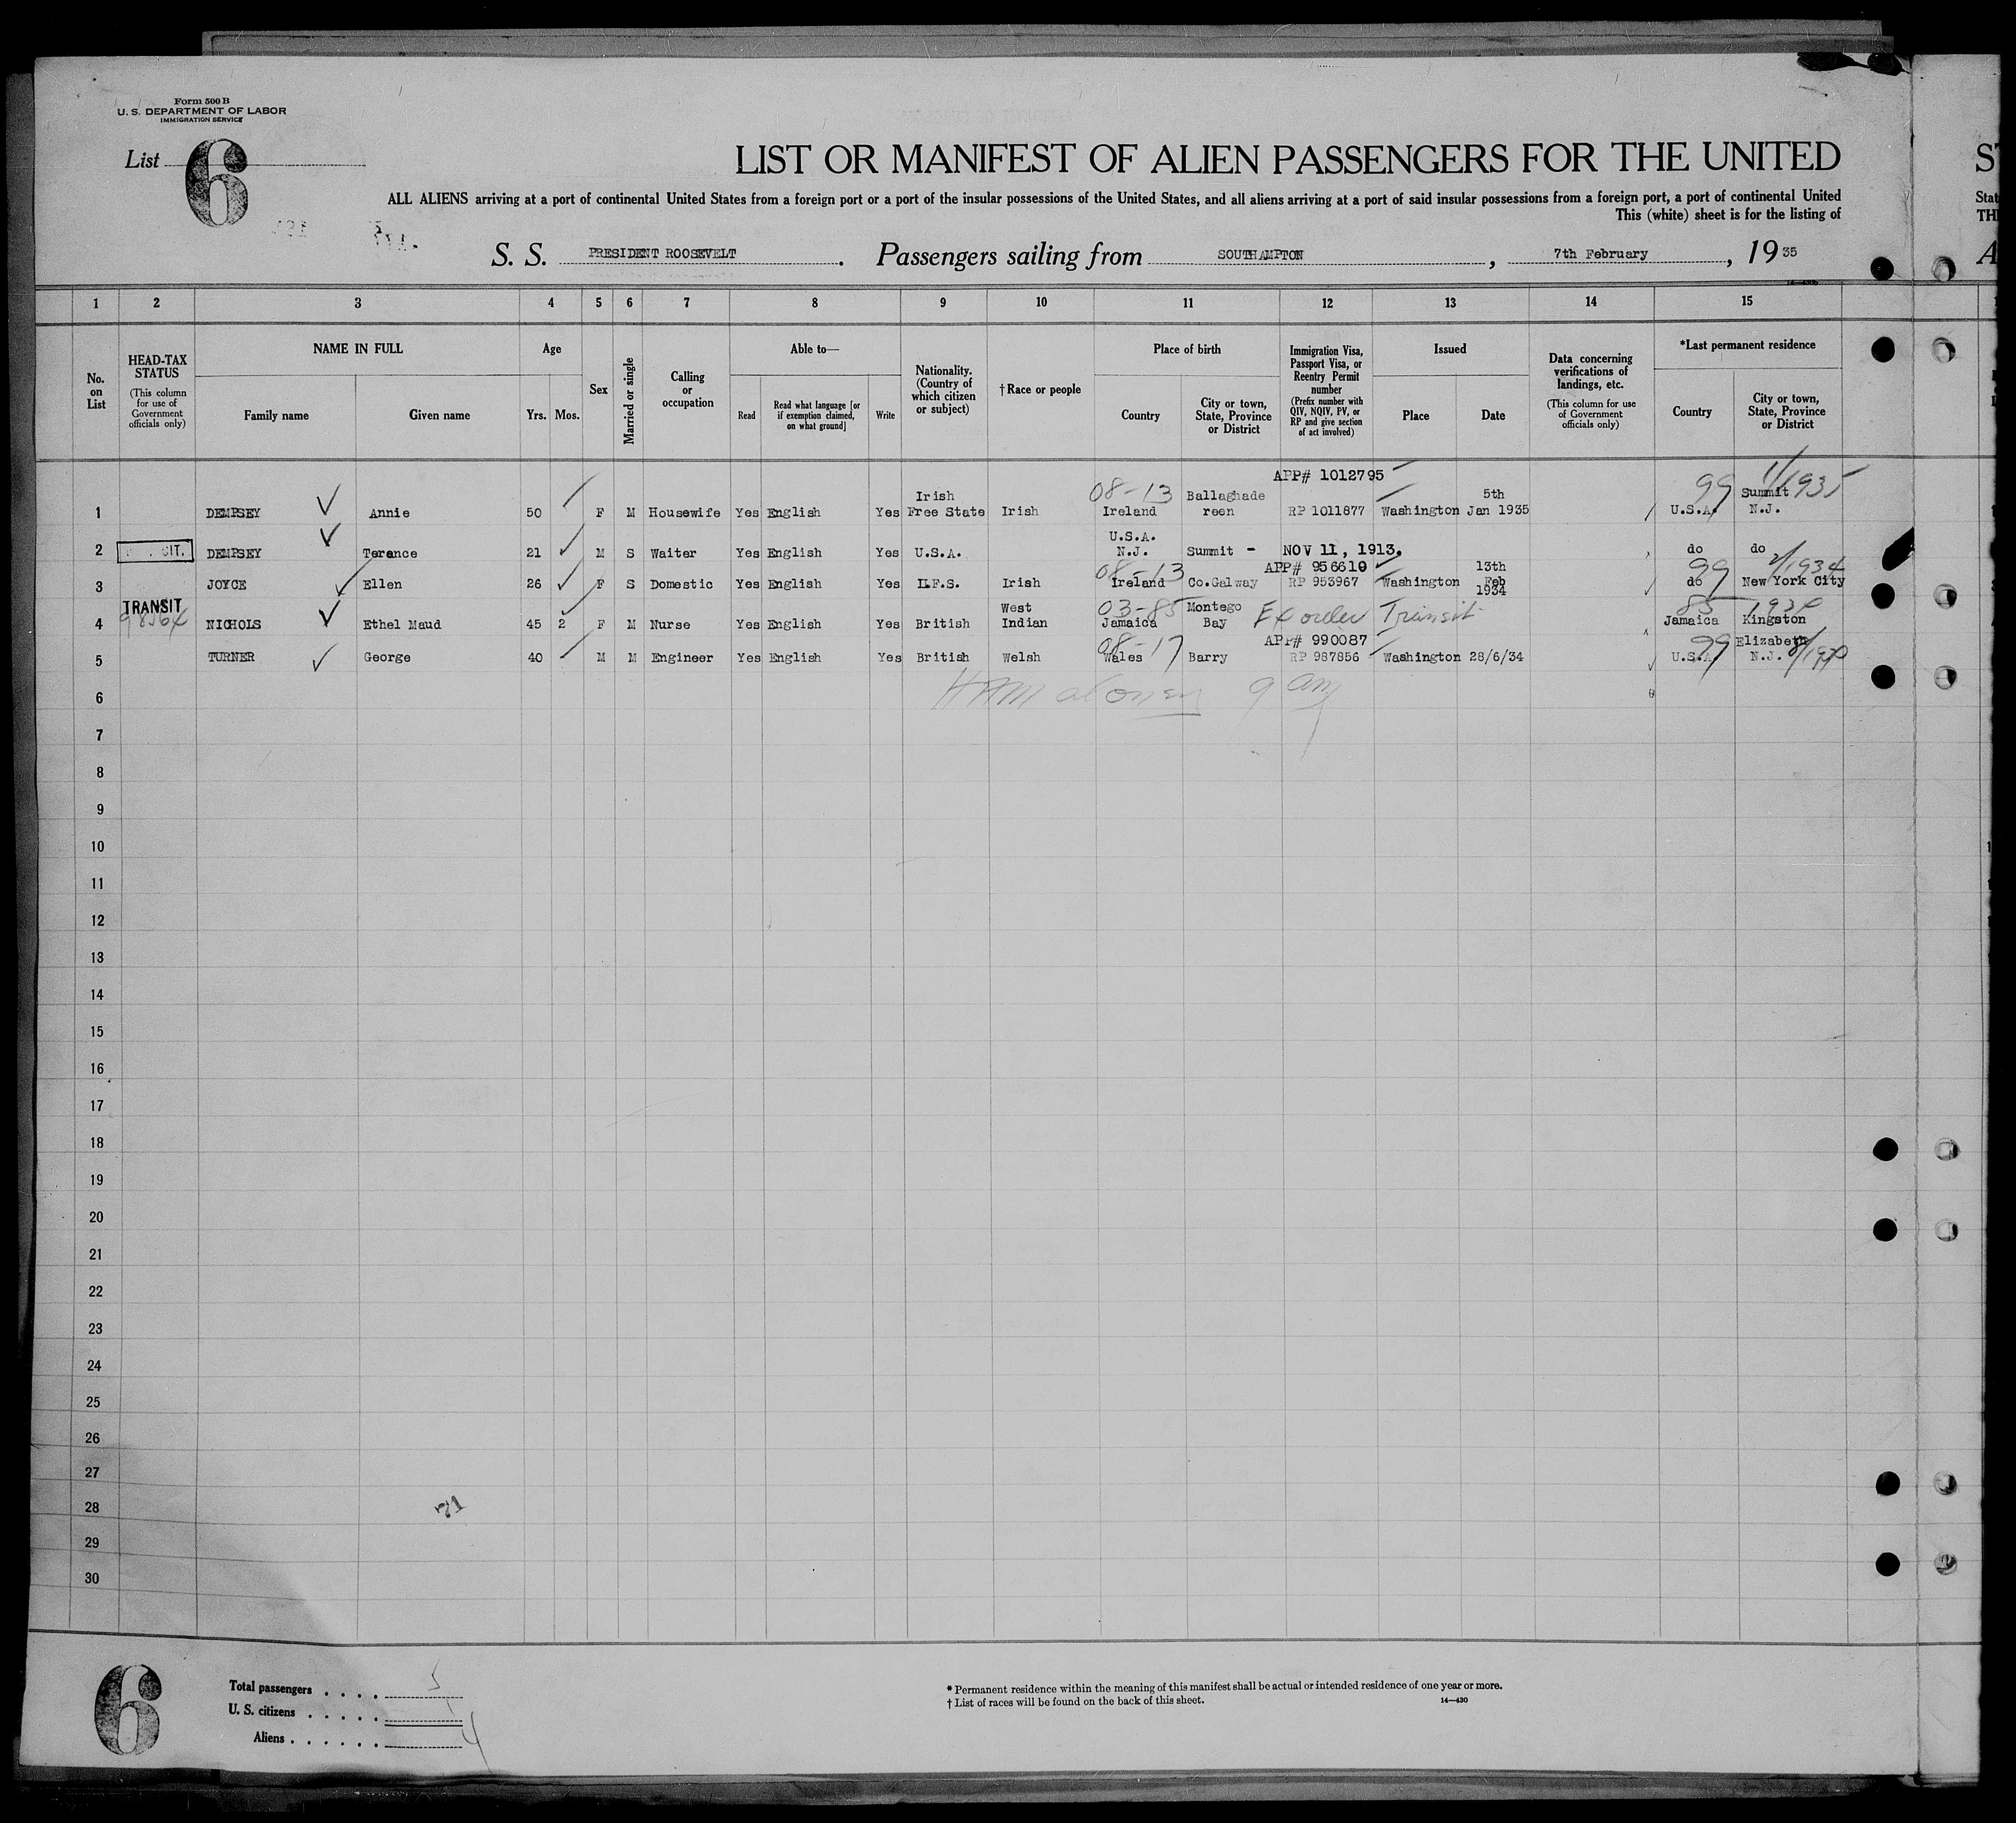 Form 500 B
U. S. DEPARTMENT OF LABOR
IMMIGRATION SERVICE
List 6
LIST OR MANIFEST OF ALIEN PASSENGERS FOR THE UNITED
ALL ALIENS arriving at a port of continental United States from a foreign port or a port of the insular possessions of the United States, and all aliens arriving at a port of said insular possessions from a foreign port, a port of continental United
This (white) sheet is for the listing of
S. S. PRESIDENT ROOSEVELT. Passengers sailing from SOUTHAMPTON, 7th February, 1935
1 2 3 4 5 6 7 8 9 10 11 12 13 14 15
No. on List
HEAD-TAX STATUS (This column for use of Government officials only)
NAME IN FULL Family name Given name
Age Yrs. Mos.
Sex
Married or single
Calling or occupation
Able to— Read Read what language [or if exemption claimed, on what ground] Write
Nationality. (Country of which citizen or subject)
†Race or people
Place of birth Country City or town, State, Province or District
Immigration Visa, Passport Visa, or Reentry Permit number (Prefix number with QIV, NQIV, PV, or RP and give section of act involved)
Issued Place Date
Data concerning verifications of landings, etc. (This column for use of Government officials only)
*Last permanent residence Country City or town, State, Province or District
1 DEMPSEY Annie 50 F M Housewife Yes English Yes Irish Free State Irish 08-13 Ireland Ballaghadereen APP# 1012795 RP 1011877 Washington 5th Jan 1935 99 U.S.A. Summit N.J. 1/1935
2 CIT. DEMPSEY Terance 21 M S Waiter Yes English Yes U.S.A. U.S.A. N.J. Summit - NOV 11, 1913. do do
3 JOYCE Ellen 26 F S Domestic Yes English Yes I.F.S. Irish 08-13 Ireland Co.Galway APP# 956610 RP 953967 Washington 13th Feb 1934 99 do New York City 2/1934
4 TRANSIT NICHOLS Ethel Maud 45 2 F M Nurse Yes English Yes British West Indian 03-85 Jamaica Montego Bay Ex order Transit 85 Jamaica 1934 Kingston
5 TURNER George 40 M M Engineer Yes English Yes British Welsh 08-17 Wales Barry APP# 990087 RP 987856 Washington 28/6/34 99 U.S.A. Elizabeth N.J.
6 9 am
7
8
9
10
11
12
13
14
15
16
17
18
19
20
21
22
23
24
25
26
27
28
29
30
6
Total passengers . . . . 5
U. S. citizens . . . . . 1
Aliens . . . . . . 4
* Permanent residence within the meaning of this manifest shall be actual or intended residence of one year or more.
† List of races will be found on the back of this sheet.
14—430